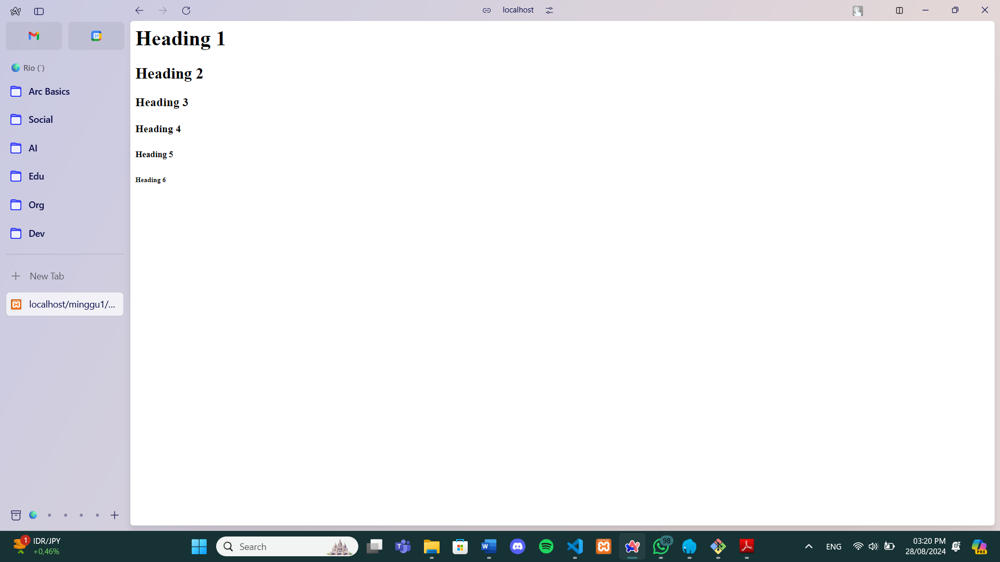 localhost
31
Rio (`)
Arc Basics
Social
AI
Edu
Org
Dev
New Tab
localhost/minggu1/...
Heading 1
Heading 2
Heading 3
Heading 4
Heading 5
Heading 6
1
IDR/JPY
+0,46%
Search
98
ENG
03:20 PM
28/08/2024
PRE